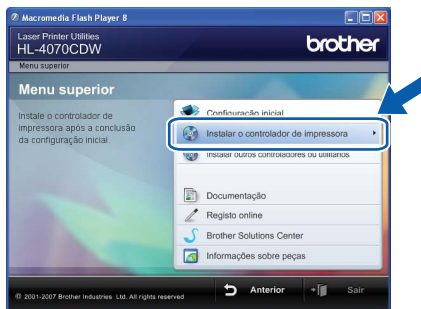 Macromedia Flash Player 8
Laser Printer Utilities
HL-4070CDW
brother
Menu superior
Menu superior
Instale o controlador de
impressora após a conclusão
da configuração inicial.
Configuração inicial
Instalar o controlador de impressora
Instalar outros controladores ou utilitários
Documentação
Registo online
Brother Solutions Center
Informações sobre peças
© 2001-2007 Brother Industries Ltd. All rights reserved
Anterior
Sair